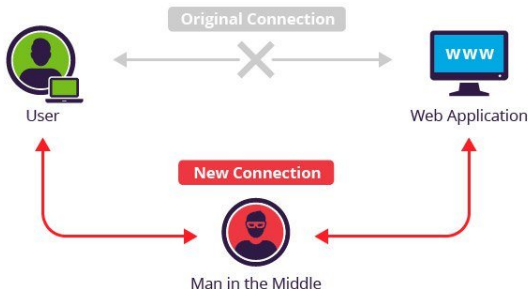 Original Connection
www
User
Web Application
New Connection
Man in the Middle